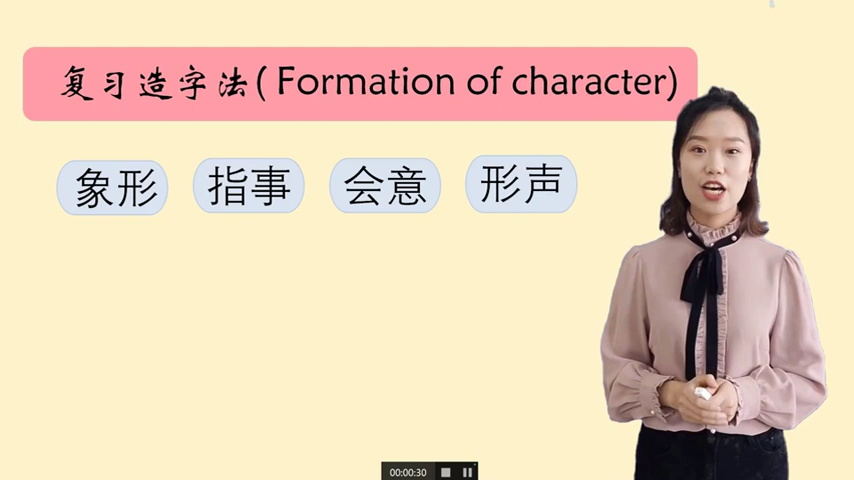 复习造字法( Formation of character)
象形 指事 会意 形声
00:00:30